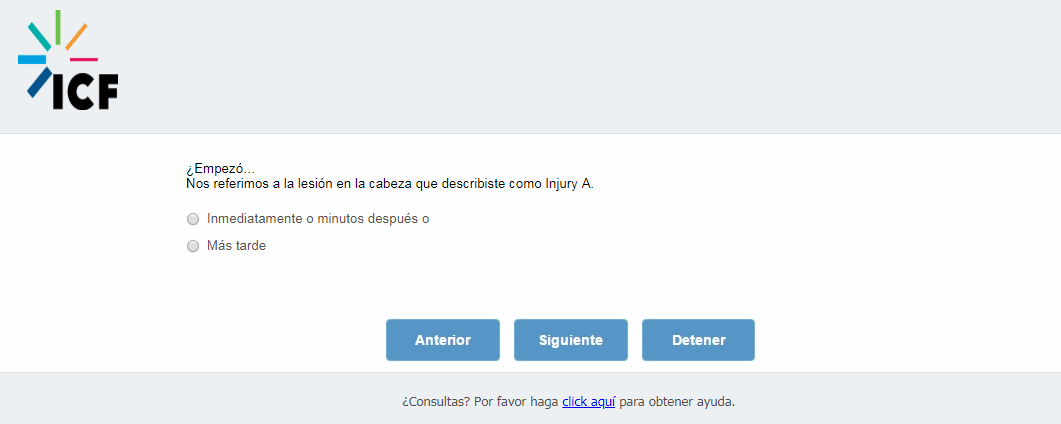 ICF
¿Empezó...
Nos referimos a la lesión en la cabeza que describiste como Injury A.
Inmediatamente o minutos después o
Más tarde
Anterior Siguiente Detener
¿Consultas? Por favor haga click aquí para obtener ayuda.